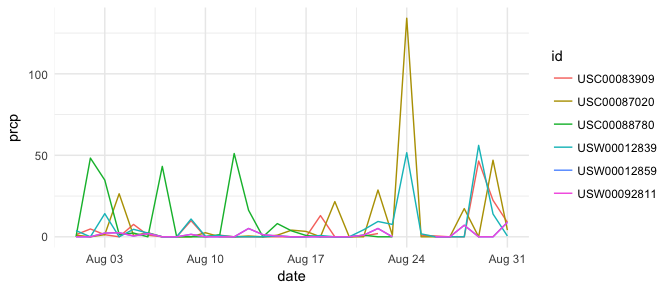 prcp
100
50
0
Aug 03
Aug 10
Aug 17
Aug 24
Aug 31
date
id
USC00083909
USC00087020
USC00088780
USW00012839
USW00012859
USW00092811